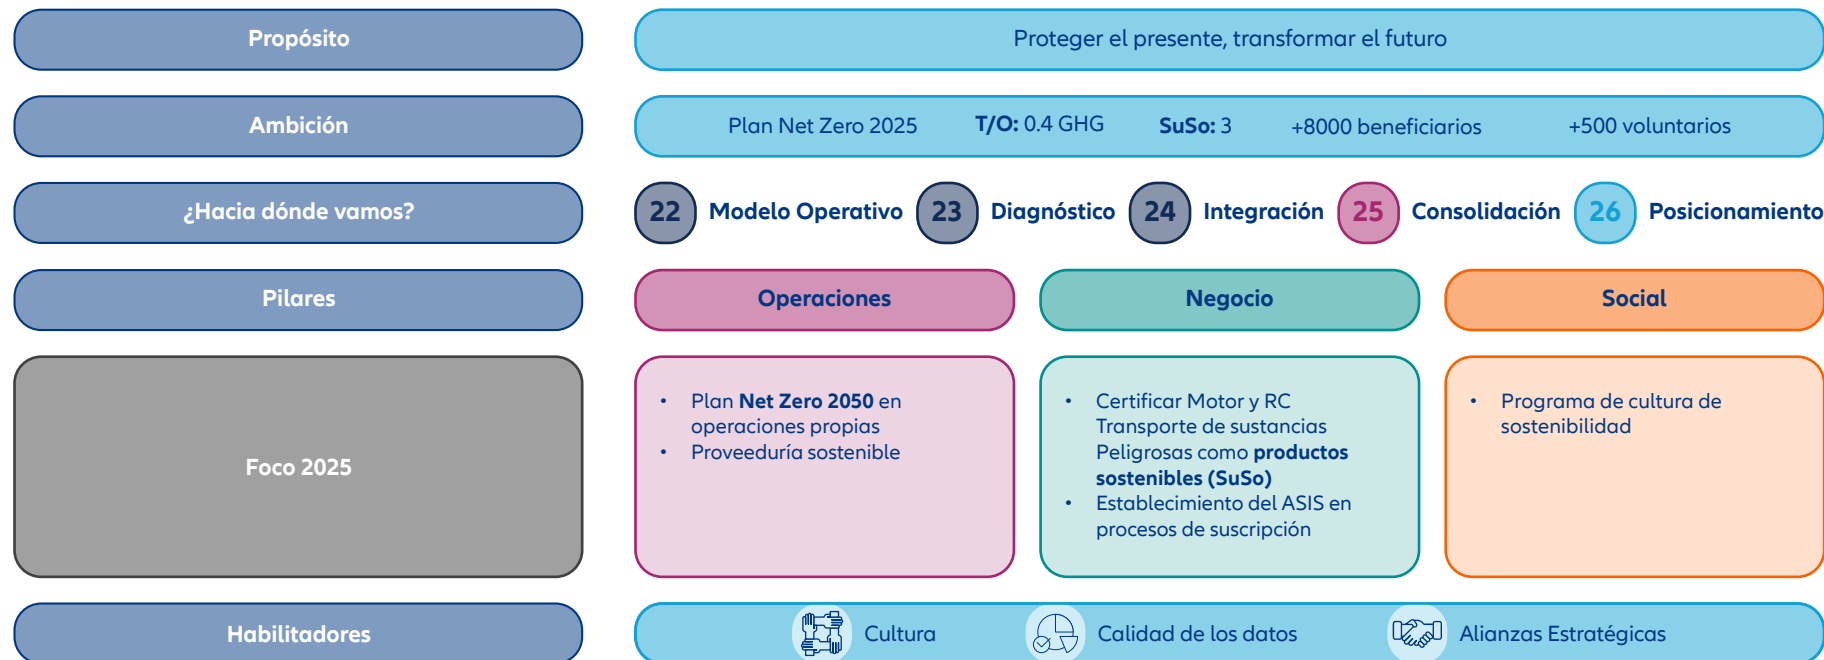 Propósito
Proteger el presente, transformar el futuro
Ambición
Plan Net Zero 2025 T/O: 0.4 GHG SuSo: 3 +8000 beneficiarios +500 voluntarios
¿Hacia dónde vamos?
22 Modelo Operativo 23 Diagnóstico 24 Integración 25 Consolidación 26 Posicionamiento
Pilares
Operaciones
Negocio
Social
Foco 2025
• Plan Net Zero 2050 en
operaciones propias
• Proveeduría sostenible
• Certificar Motor y RC
Transporte de sustancias
Peligrosas como productos
sostenibles (SuSo)
• Establecimiento del ASIS en
procesos de suscripción
• Programa de cultura de
sostenibilidad
Habilitadores
Cultura
Calidad de los datos
Alianzas Estratégicas